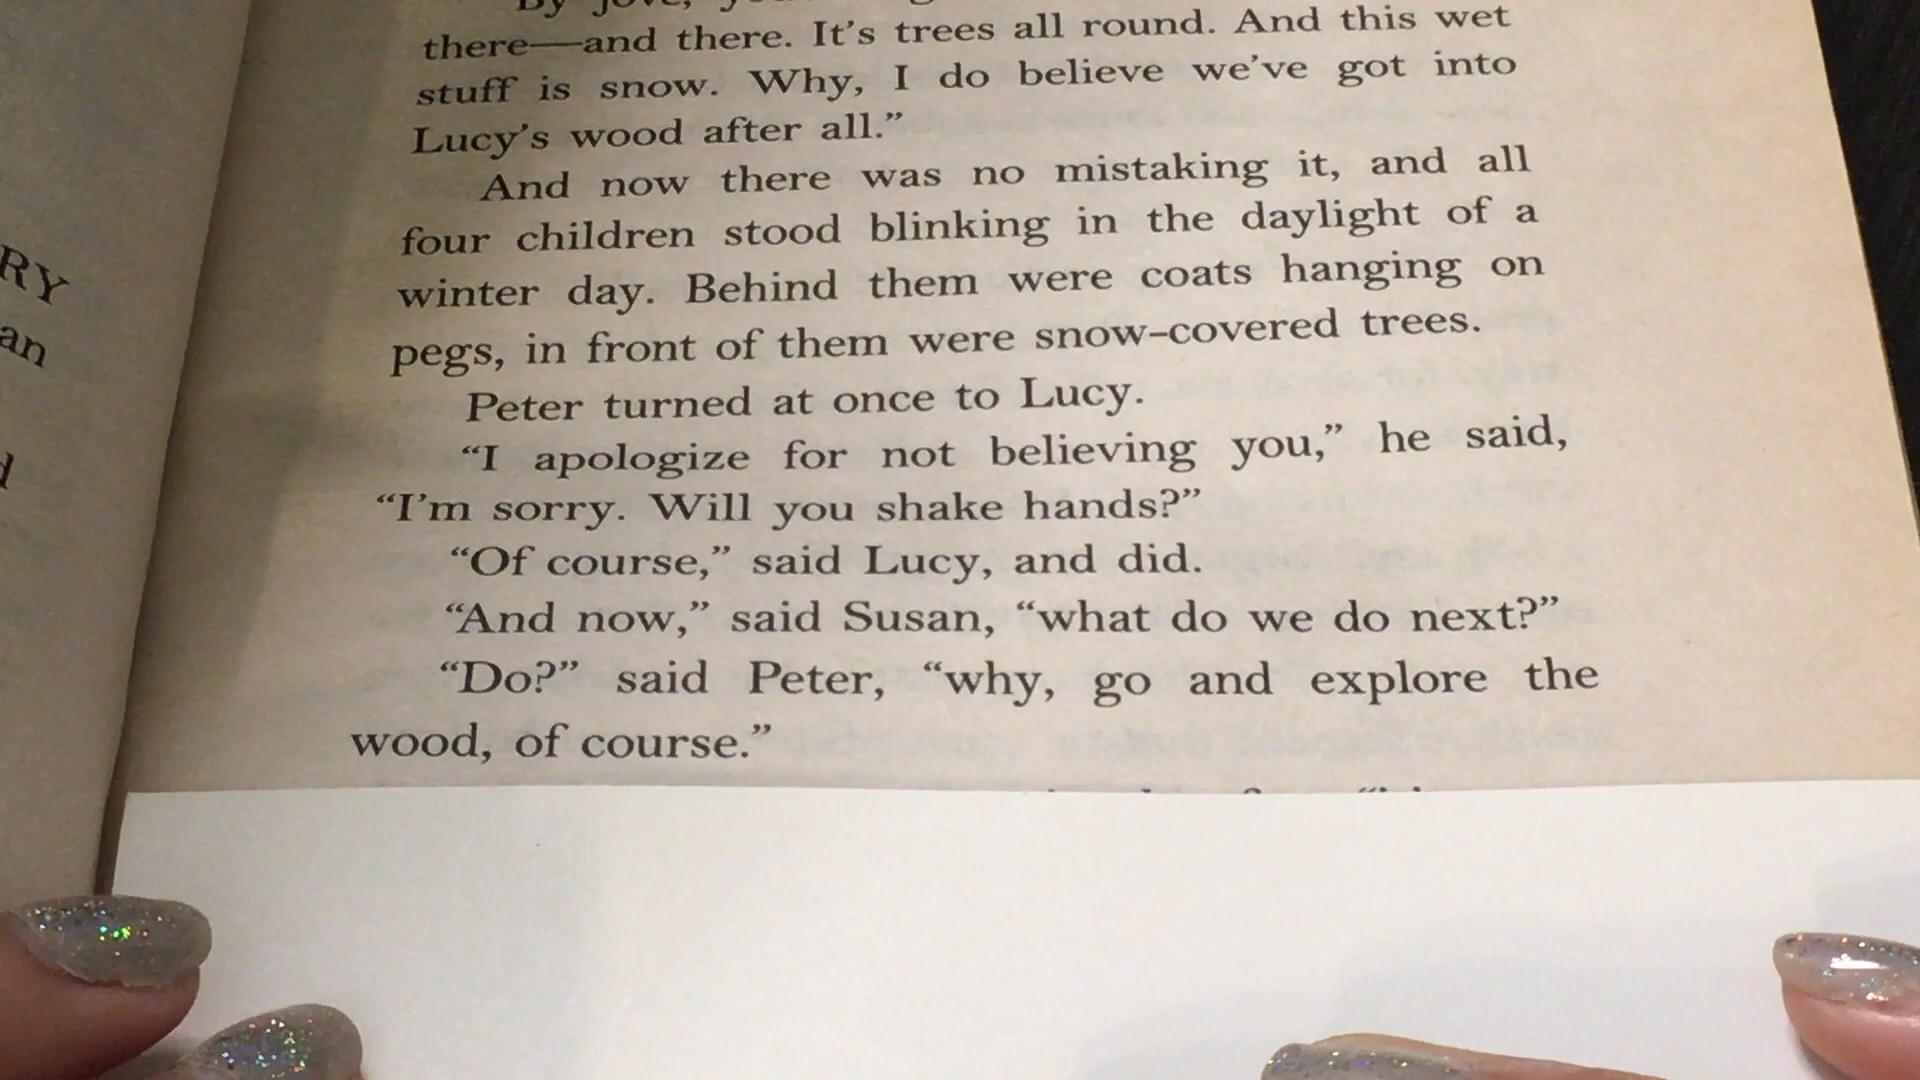 RY
an
there—and there. It's trees all round. And this wet
stuff is snow. Why, I do believe we've got into
Lucy's wood after all.”
And now there was no mistaking it, and all
four children stood blinking in the daylight of a
winter day. Behind them were coats hanging on
pegs, in front of them were snow-covered trees.
Peter turned at once to Lucy.
“I apologize for not believing you,” he said,
“I'm sorry. Will you shake hands?”
“Of course,” said Lucy, and did.
“And now,” said Susan, “what do we do next?”
“Do?” said Peter, “why, go and explore the
wood, of course.”